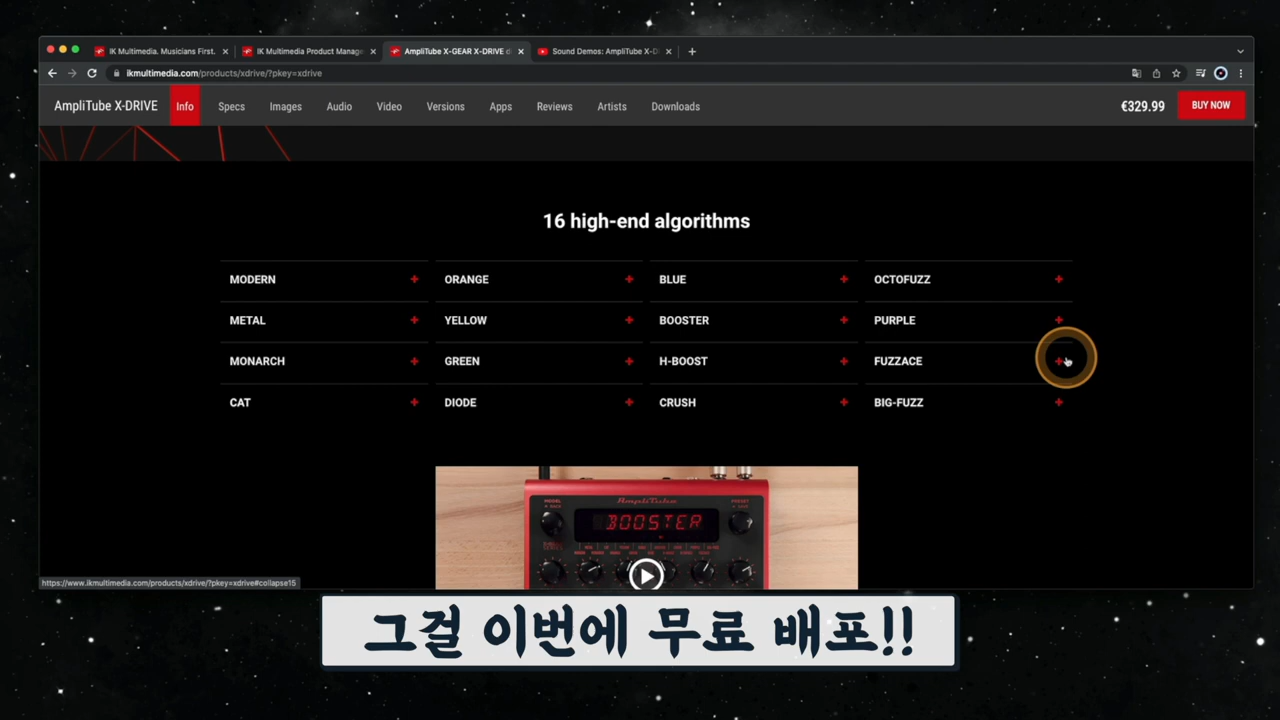 IK Multimedia. Musicians First.
IK Multimedia Product Manage
AmpliTube X-GEAR X-DRIVE d
Sound Demos: AmpliTube X-D
ikmultimedia.com/products/xdrive/?pkey=xdrive
AmpliTube X-DRIVE
Info
Specs
Images
Audio
Video
Versions
Apps
Reviews
Artists
Downloads
€329.99
BUY NOW
16 high-end algorithms
MODERN
ORANGE
BLUE
OCTOFUZZ
METAL
YELLOW
BOOSTER
PURPLE
MONARCH
GREEN
H-BOOST
FUZZACE
CAT
DIODE
CRUSH
BIG-FUZZ
AmpliTube
MODEL
PRESET
BOOSTER
https://www.ikmultimedia.com/products/xdrive/?pkey=xdrive#collapse15
그걸 이번에 무료 배포!!